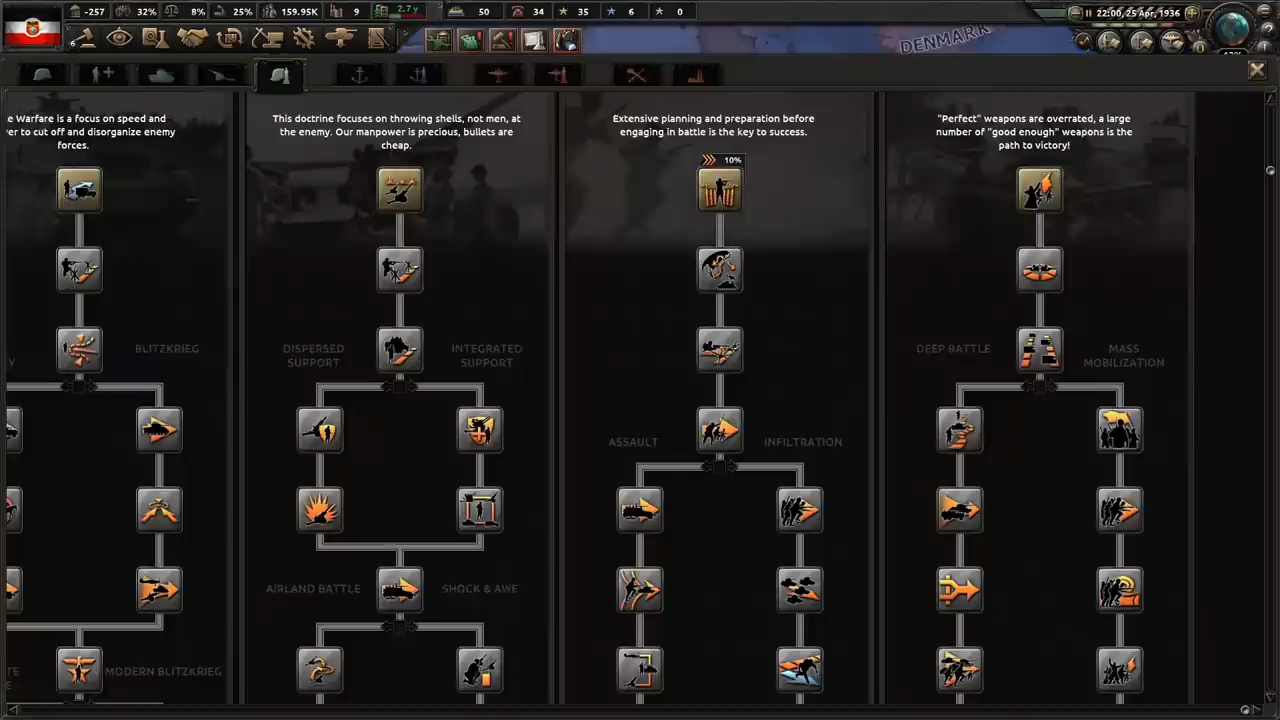 -257 32% 8% 25% 159.95K 9 2.7 y 50 34 35 6 0
22:00, 25 Apr, 1936
DENMARK
e Warfare is a focus on speed and
er to cut off and disorganize enemy
forces.
This doctrine focuses on throwing shells, not men, at
the enemy. Our manpower is precious, bullets are
cheap.
Extensive planning and preparation before
engaging in battle is the key to success.
"Perfect" weapons are overrated, a large
number of "good enough" weapons is the
path to victory!
10%
BLITZKRIEG
DISPERSED
SUPPORT
INTEGRATED
SUPPORT
DEEP BATTLE
MASS
MOBILIZATION
ASSAULT
INFILTRATION
AIRLAND BATTLE
SHOCK & AWE
MODERN BLITZKRIEG